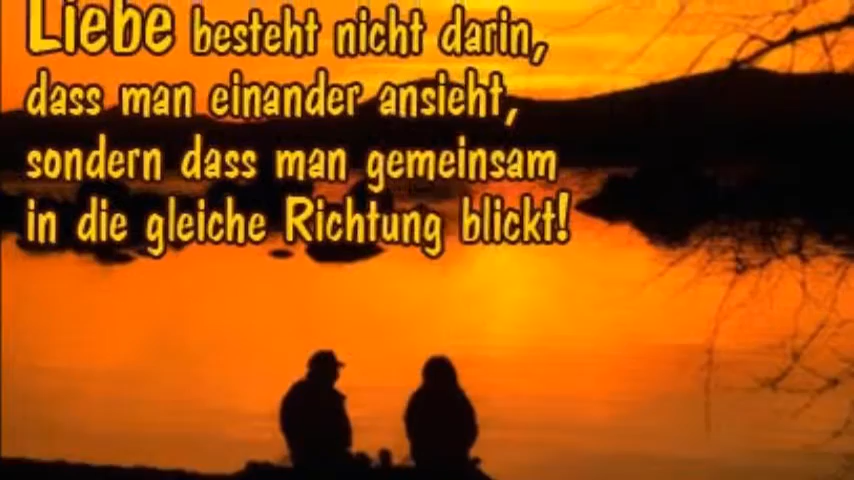 Liebe besteht nicht darin,
dass man einander ansieht,
sondern dass man gemeinsam
in die gleiche Richtung blickt!